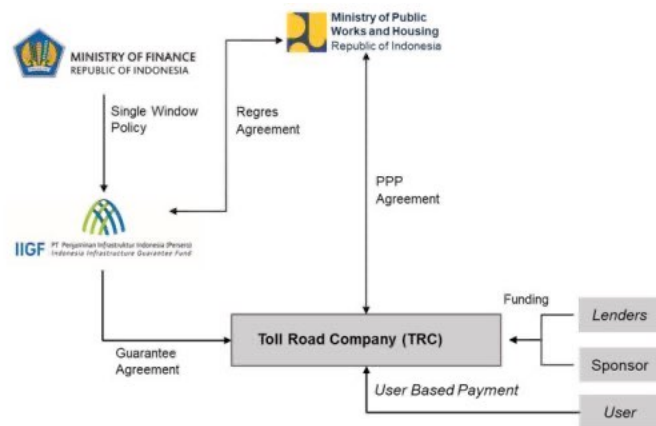 MINISTRY OF FINANCE
REPUBLIC OF INDONESIA
Ministry of Public
Works and Housing
Republic of Indonesia
Single Window
Policy
Regres
Agreement
PPP
Agreement
IIGF PT Penjaminan Infrastruktur Indonesia (Persero)
Indonesia Infrastructure Guarantee Fund
Funding
Lenders
Toll Road Company (TRC)
Guarantee
Agreement
Sponsor
User Based Payment
User